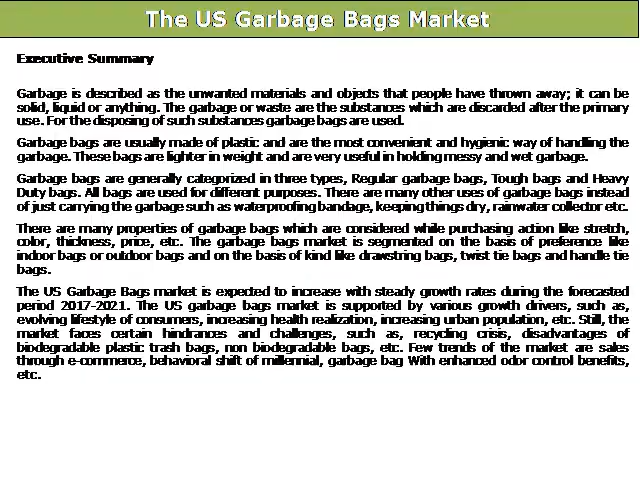 The US Garbage Bags Market
Executive Summary
Garbage is described as the unwanted materials and objects that people have thrown away; it can be
solid, liquid or anything. The garbage or waste are the substances which are discarded after the primary
use. For the disposing of such substances garbage bags are used.
Garbage bags are usually made of plastic and are the most convenient and hygienic way of handling the
garbage. These bags are lighter in weight and are very useful in holding messy and wet garbage.
Garbage bags are generally categorized in three types, Regular garbage bags, Tough bags and Heavy
Duty bags. All bags are used for different purposes. There are many other uses of garbage bags instead
of just carrying the garbage such as waterproofing bandage, keeping things dry, rainwater collector etc.
There are many properties of garbage bags which are considered while purchasing action like stretch,
color, thickness, price, etc. The garbage bags market is segmented on the basis of preference like
indoor bags or outdoor bags and on the basis of kind like drawstring bags, twist tie bags and handle tie
bags.
The US Garbage Bags market is expected to increase with steady growth rates during the forecasted
period 2017-2021. The US garbage bags market is supported by various growth drivers, such as,
evolving lifestyle of consumers, increasing health realization, increasing urban population, etc. Still, the
market faces certain hindrances and challenges, such as, recycling crisis, disadvantages of
biodegradable plastic trash bags, non biodegradable bags, etc. Few trends of the market are sales
through e-commerce, behavioral shift of millennial, garbage bag With enhanced odor control benefits,
etc.